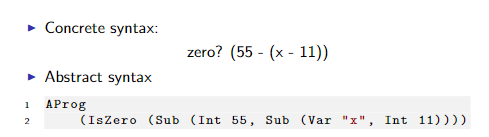 ▶ Concrete syntax:
zero? (55 - (x - 11))
▶ Abstract syntax
1 AProg
2 (IsZero (Sub (Int 55, Sub (Var "x", Int 11))))